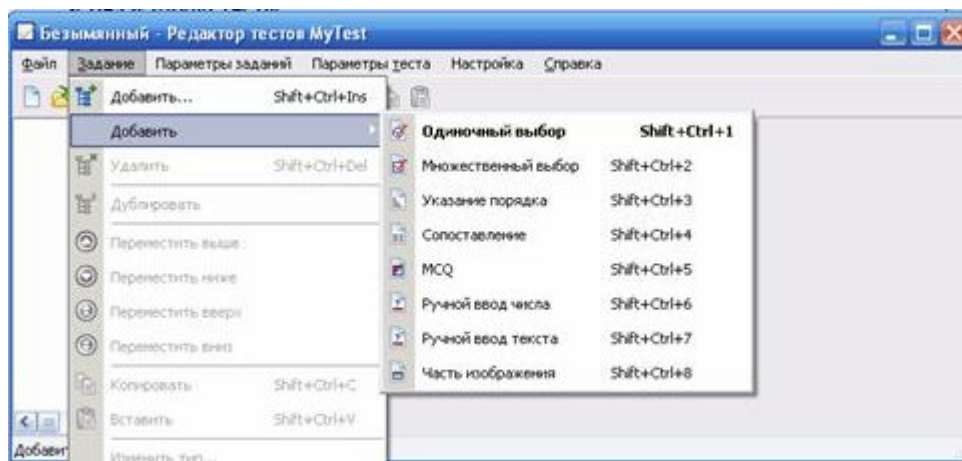 Безымянный - Редактор тестов MyTest
Файл Задание Параметры заданий Параметры теста Настройка Справка
Добавить... Shift+Ctrl+Ins
Добавить
Одиночный выбор Shift+Ctrl+1
Удалить Shift+Ctrl+Del
Множественный выбор Shift+Ctrl+2
Дублировать
Указание порядка Shift+Ctrl+3
Переместить выше
Сопоставление Shift+Ctrl+4
Переместить ниже
MCQ Shift+Ctrl+5
Переместить вверх
Ручной ввод числа Shift+Ctrl+6
Переместить вниз
Ручной ввод текста Shift+Ctrl+7
Копировать Shift+Ctrl+C
Часть изображения Shift+Ctrl+8
Вставить Shift+Ctrl+V
Добавит
Изменить тип...